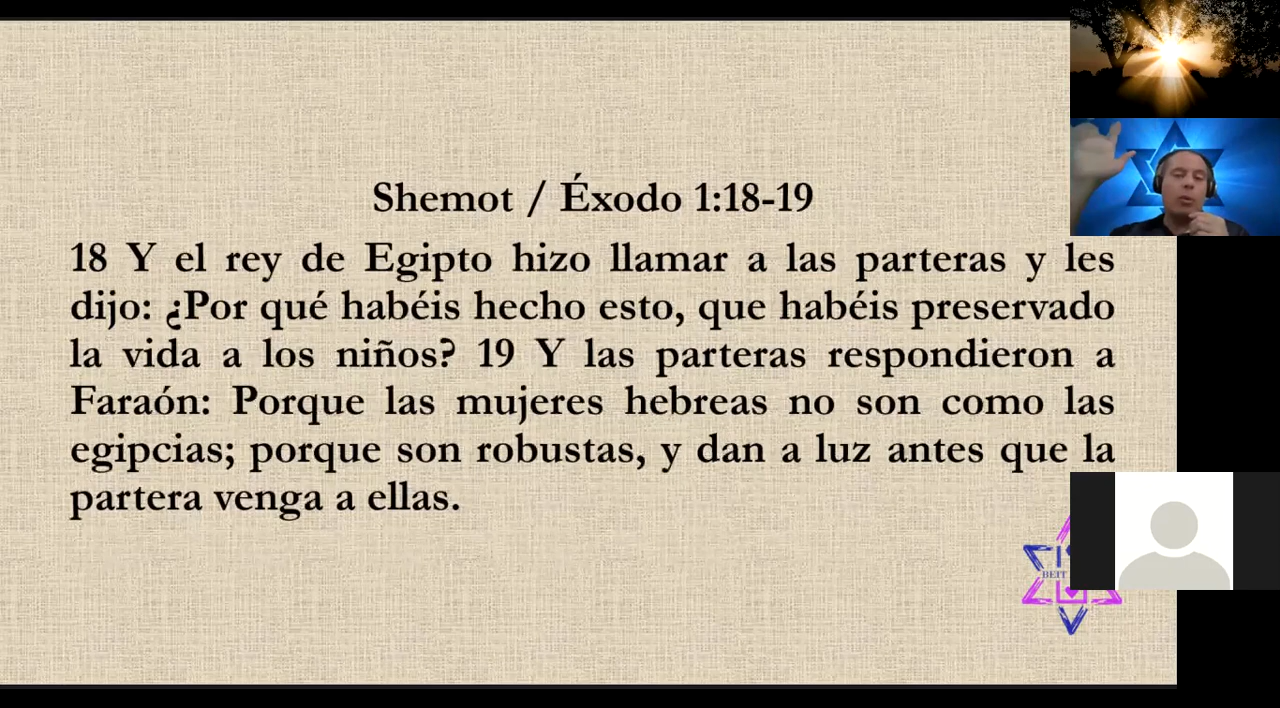 Shemot / Éxodo 1:18-19
18 Y el rey de Egipto hizo llamar a las parteras y les
dijo: ¿Por qué habéis hecho esto, que habéis preservado
la vida a los niños? 19 Y las parteras respondieron a
Faraón: Porque las mujeres hebreas no son como las
egipcias; porque son robustas, y dan a luz antes que la
partera venga a ellas.
BEIT